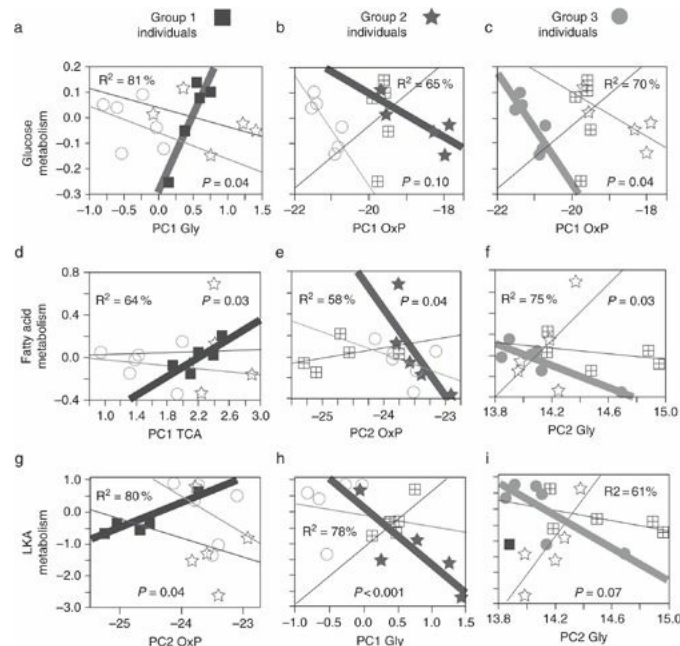 Group 1 individuals
Group 2 individuals
Group 3 individuals
a
b
c
Glucose metabolism
0.2
0.1
0.0
−0.1
−0.2
−0.3
R² = 81 %
P = 0.04
−1.0 −0.5 0.0 0.5 1.0 1.5
PC1 Gly
R² = 65 %
P = 0.10
−22 −20 −18
PC1 OxP
R² = 70 %
P = 0.04
−22 −20 −18
PC1 OxP
d
e
f
Fatty acid metabolism
0.8
0.4
0.0
−0.4
R² = 64 %
P = 0.03
1.0 1.5 2.0 2.5 3.0
PC1 TCA
R² = 58 %
P = 0.04
−25 −24 −23
PC2 OxP
R² = 75 %
P = 0.03
13.8 14.2 14.6 15.0
PC2 Gly
g
h
i
LKA metabolism
1.0
0.0
−1.0
−2.0
−3.0
R² = 80 %
P = 0.04
−25 −24 −23
PC2 OxP
R² = 78%
P<0.001
−1.0 −0.5 0.0 0.5 1.0 1.5
PC1 Gly
R2 = 61%
P = 0.07
13.8 14.2 14.6 15.0
PC2 Gly